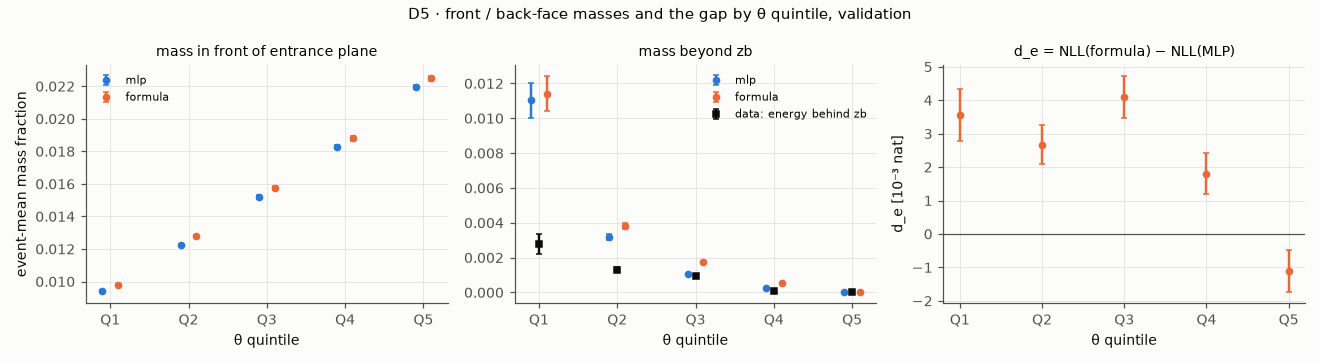 D5 · front / back-face masses and the gap by θ quintile, validation
mass in front of entrance plane
event-mean mass fraction
0.022
0.020
0.018
0.016
0.014
0.012
0.010
mlp
formula
Q1 Q2 Q3 Q4 Q5
θ quintile
mass beyond zb
0.012
0.010
0.008
0.006
0.004
0.002
0.000
mlp
formula
data: energy behind zb
Q1 Q2 Q3 Q4 Q5
θ quintile
d_e = NLL(formula) − NLL(MLP)
d_e [10⁻³ nat]
5
4
3
2
1
0
−1
−2
Q1 Q2 Q3 Q4 Q5
θ quintile